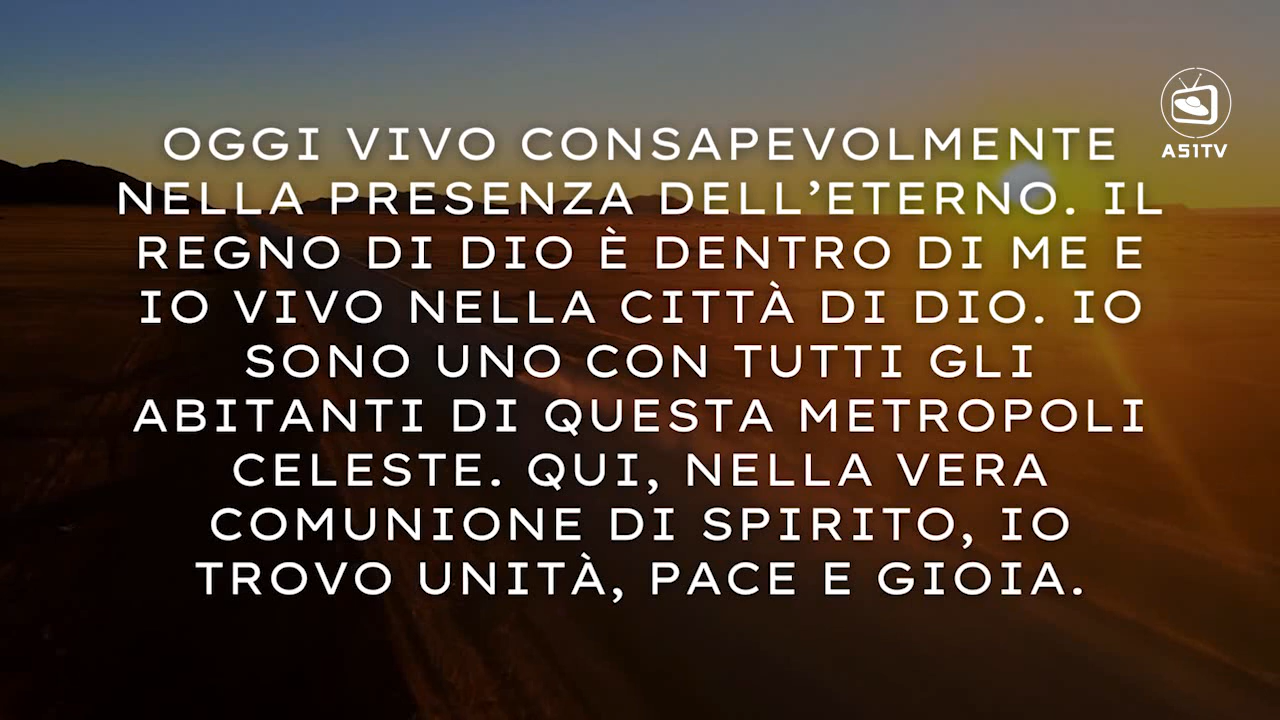 OGGI VIVO CONSAPEVOLMENTE
NELLA PRESENZA DELL’ETERNO. IL
REGNO DI DIO È DENTRO DI ME E
IO VIVO NELLA CITTÀ DI DIO. IO
SONO UNO CON TUTTI GLI
ABITANTI DI QUESTA METROPOLI
CELESTE. QUI, NELLA VERA
COMUNIONE DI SPIRITO, IO
TROVO UNITÀ, PACE E GIOIA.
A51TV